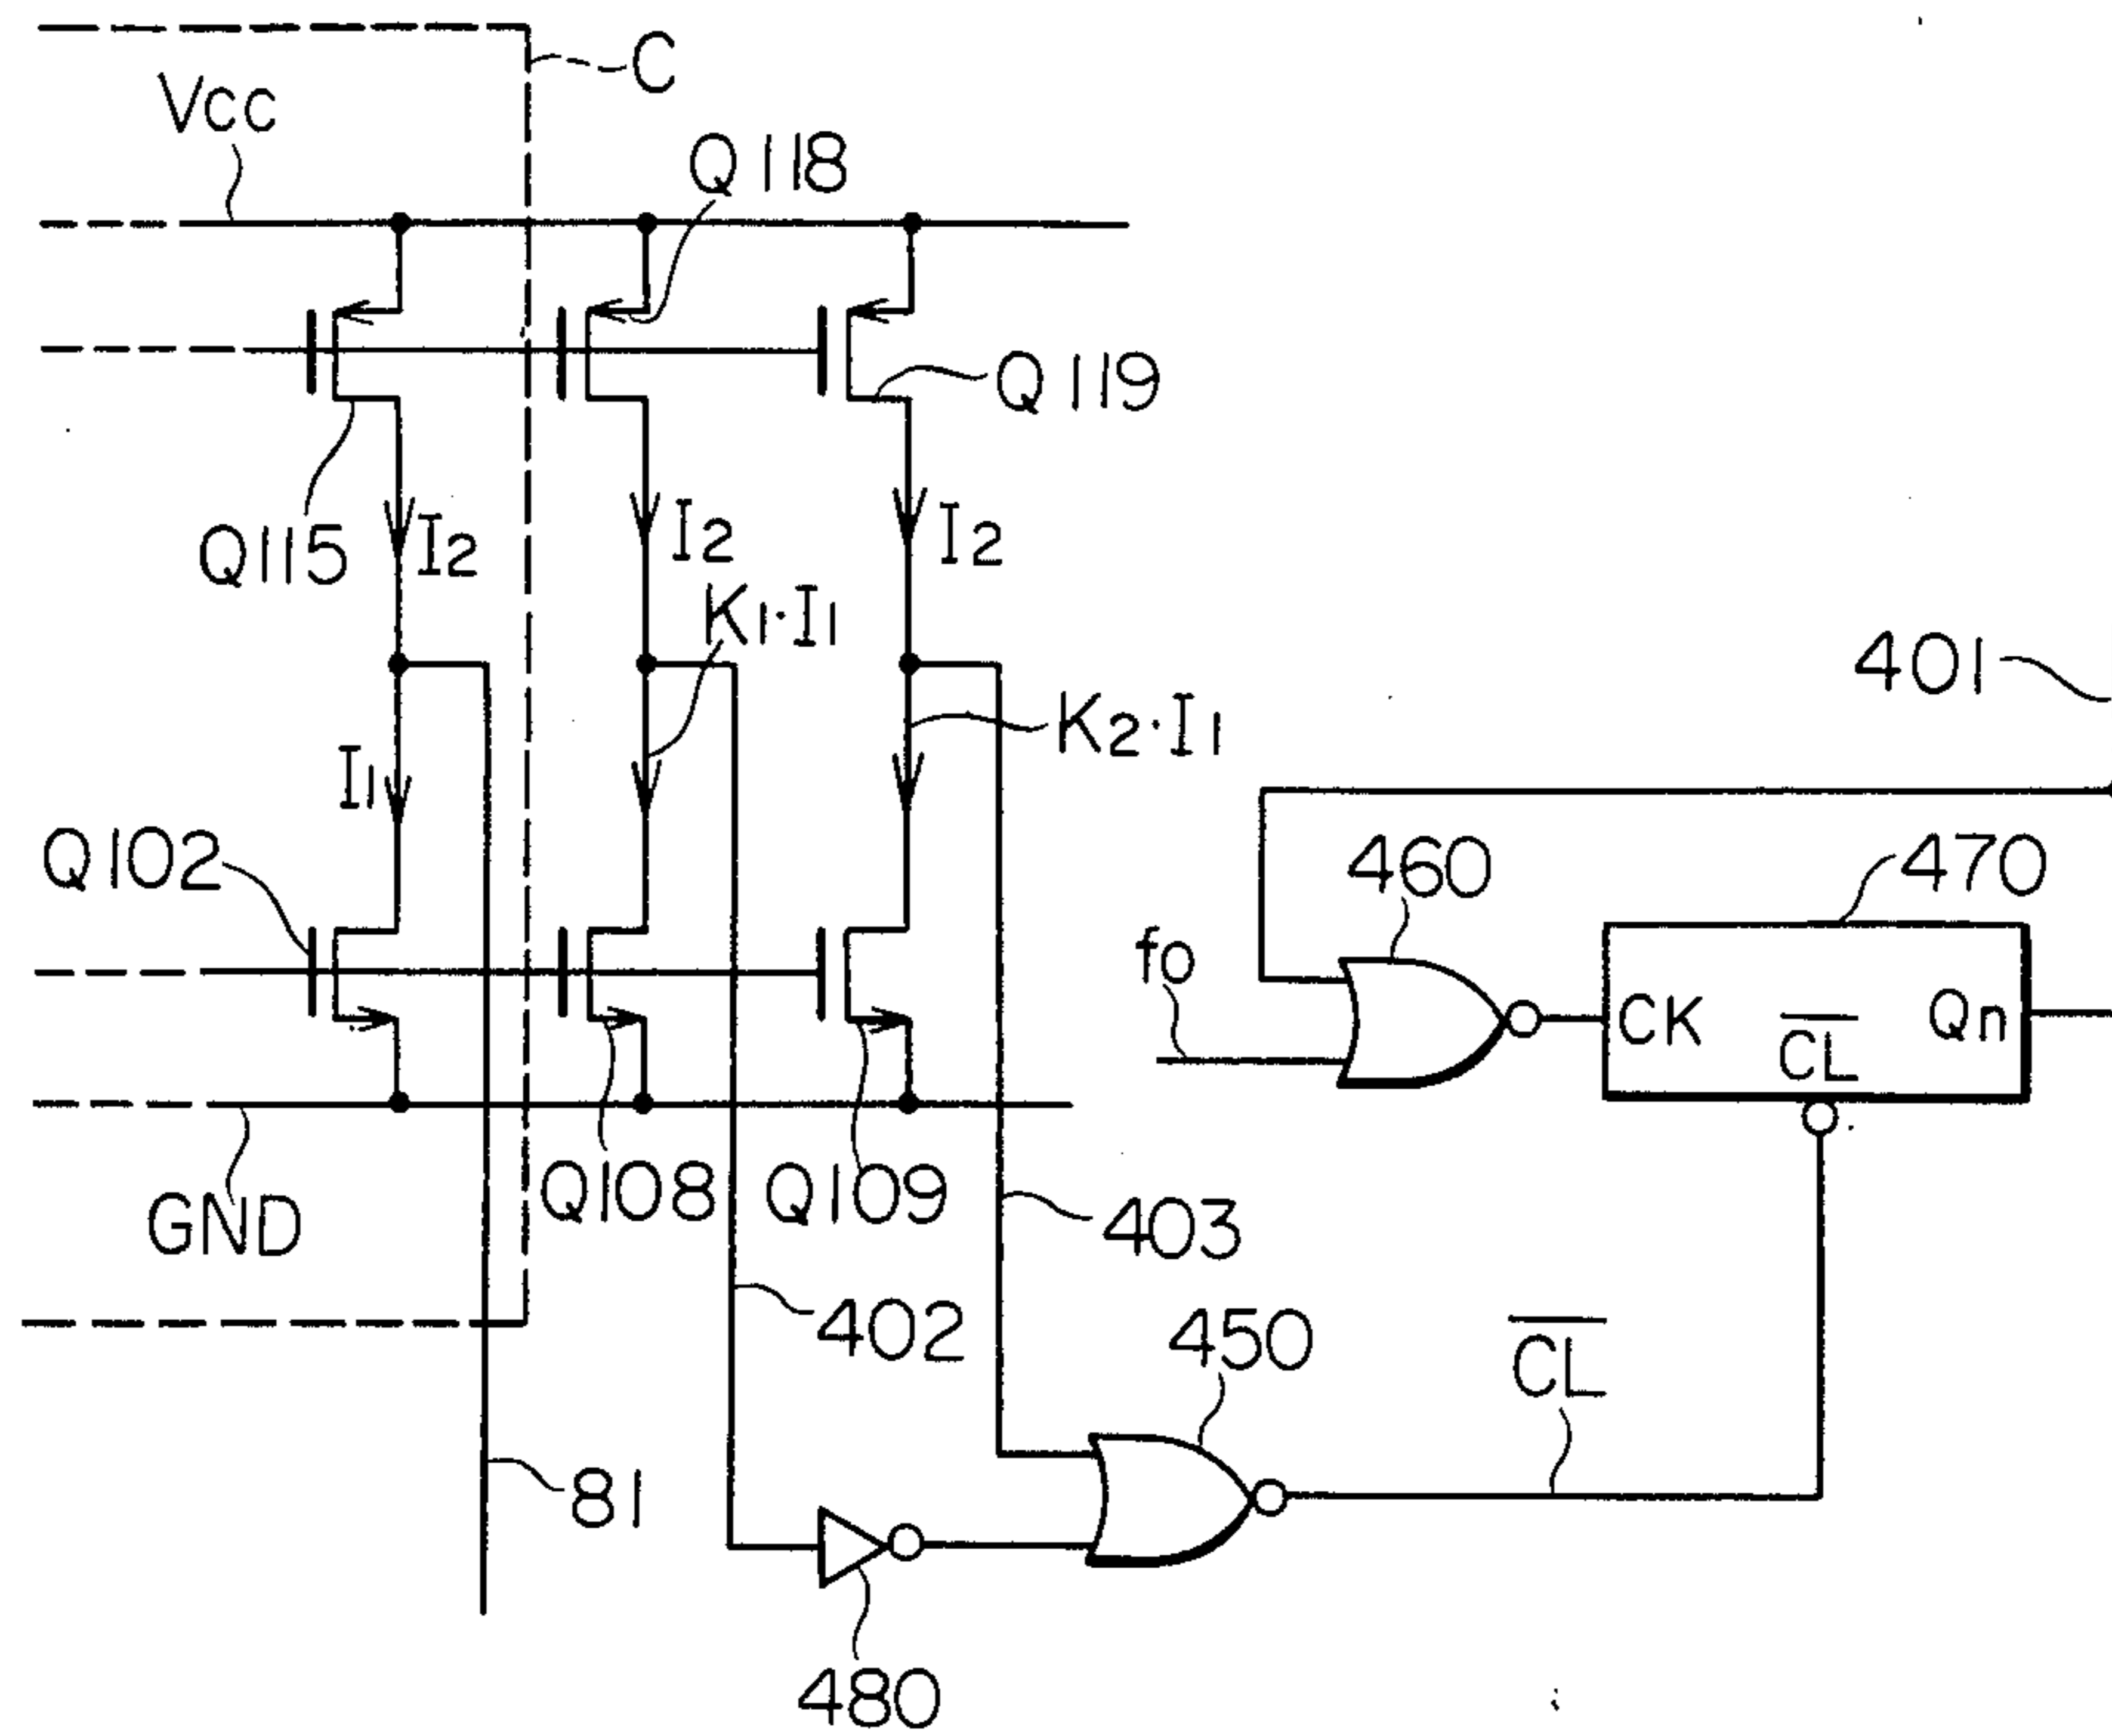 C
Vcc
Q118
Q119
Q115
I2
I2
I2
K1·I1
401
K2·I1
I1
Q102
460
470
fo
CK
CL
Qn
Q108
Q109
GND
403
402
450
CL
81
480